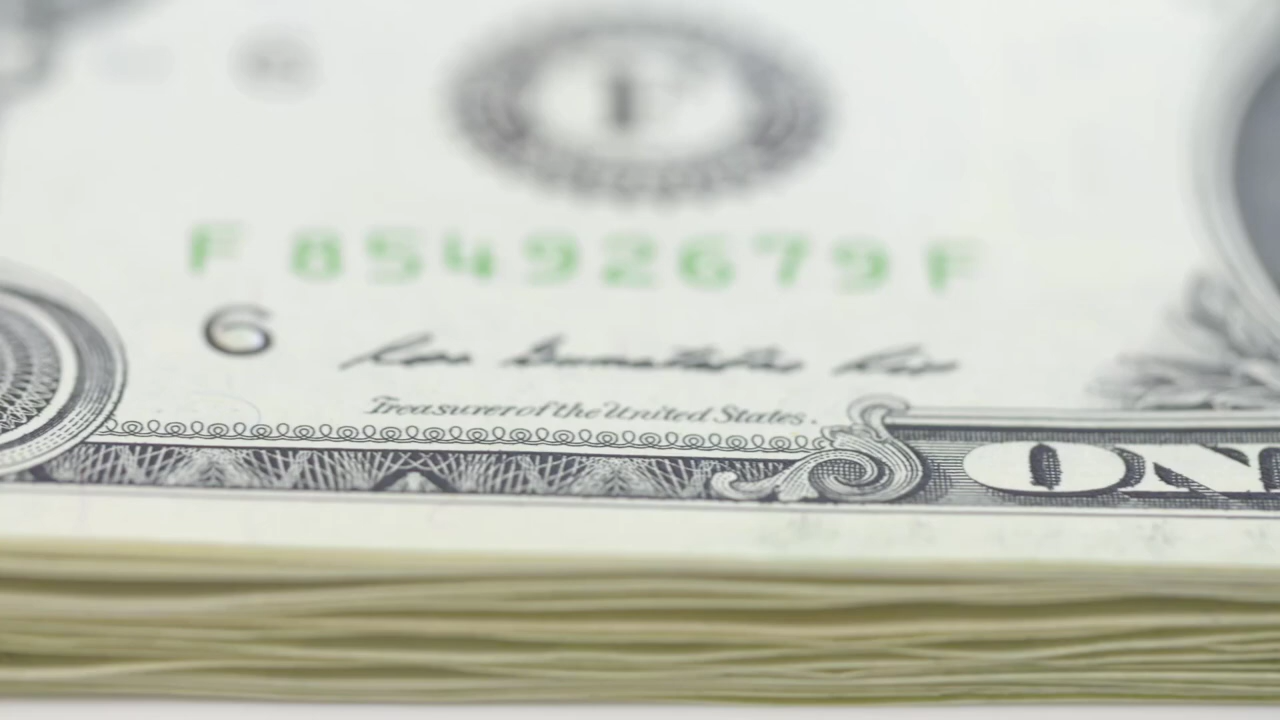 F
F 85492679 F
6
Treasurer of the United States.
ON